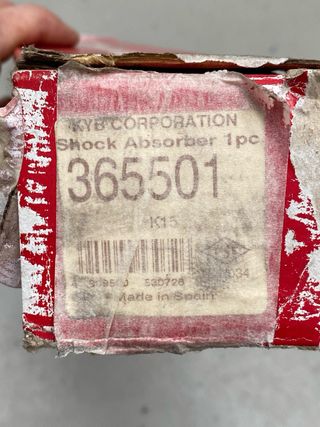 KYB CORPORATION
Shock Absorber 1pc
365501
K15
Made in Spain